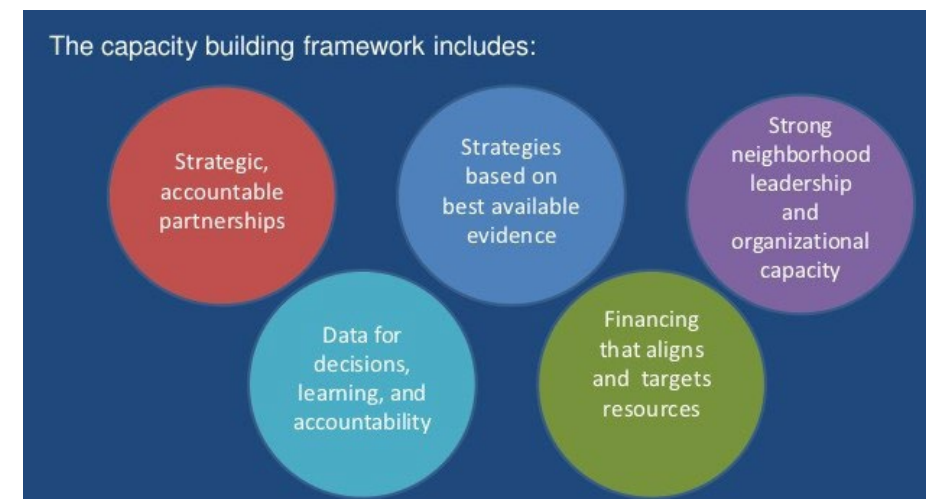 The capacity building framework includes:
Strategic,
accountable
partnerships
Strategies
based on
best available
evidence
Strong
neighborhood
leadership
and
organizational
capacity
Data for
decisions,
learning, and
accountability
Financing
that aligns
and targets
resources